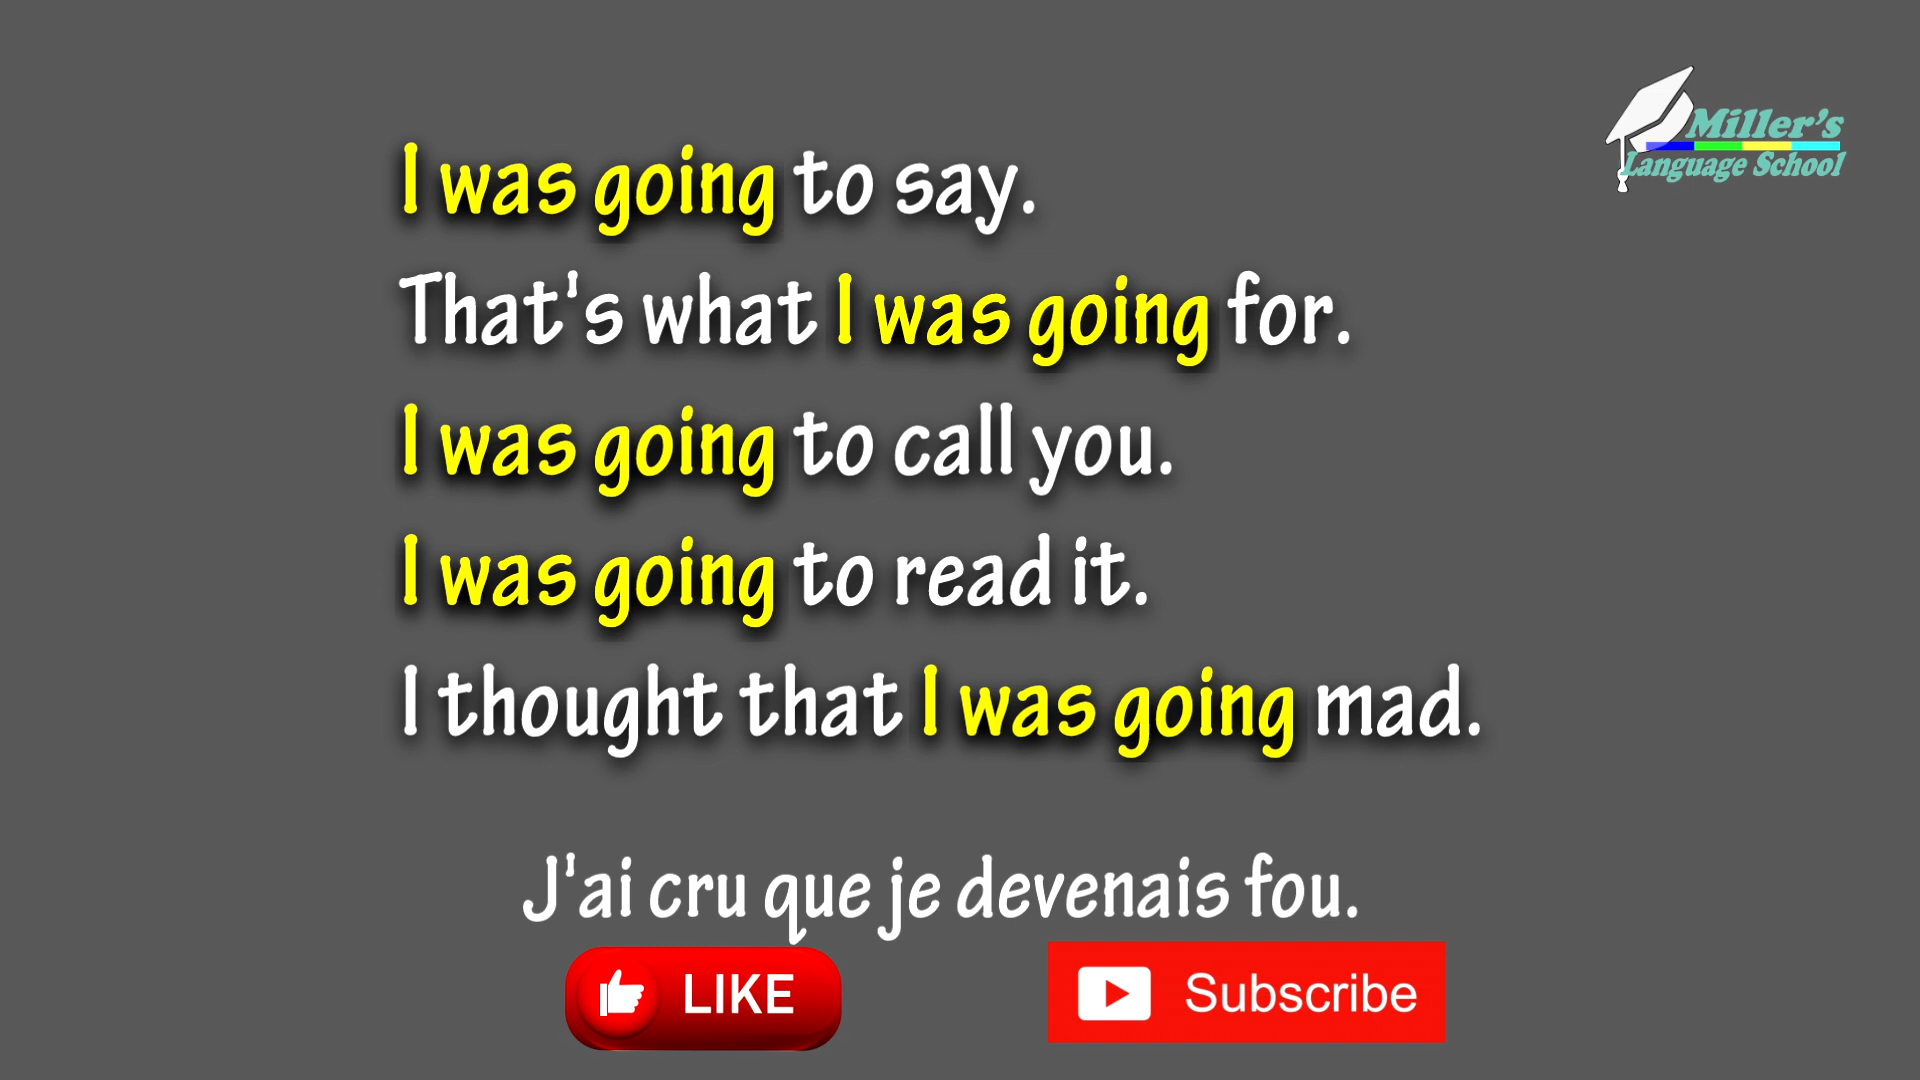 Miller's
Language School
I was going to say.
That's what I was going for.
I was going to call you.
I was going to read it.
I thought that I was going mad.
J'ai cru que je devenais fou.
LIKE
Subscribe